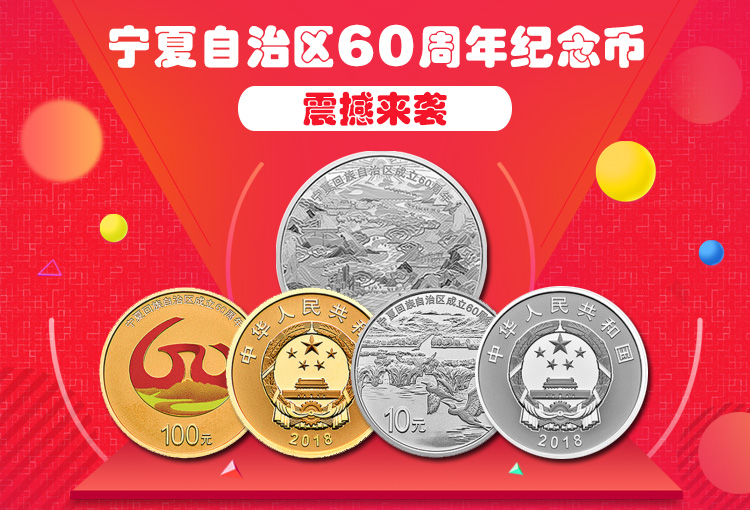 宁夏自治区60周年纪念币
震撼来袭
宁夏回族自治区成立60周年
宁夏回族自治区成立60周年
100元
中华人民共和
2018
宁夏回族自治区成立60周
10元
中华人民共和国
2018